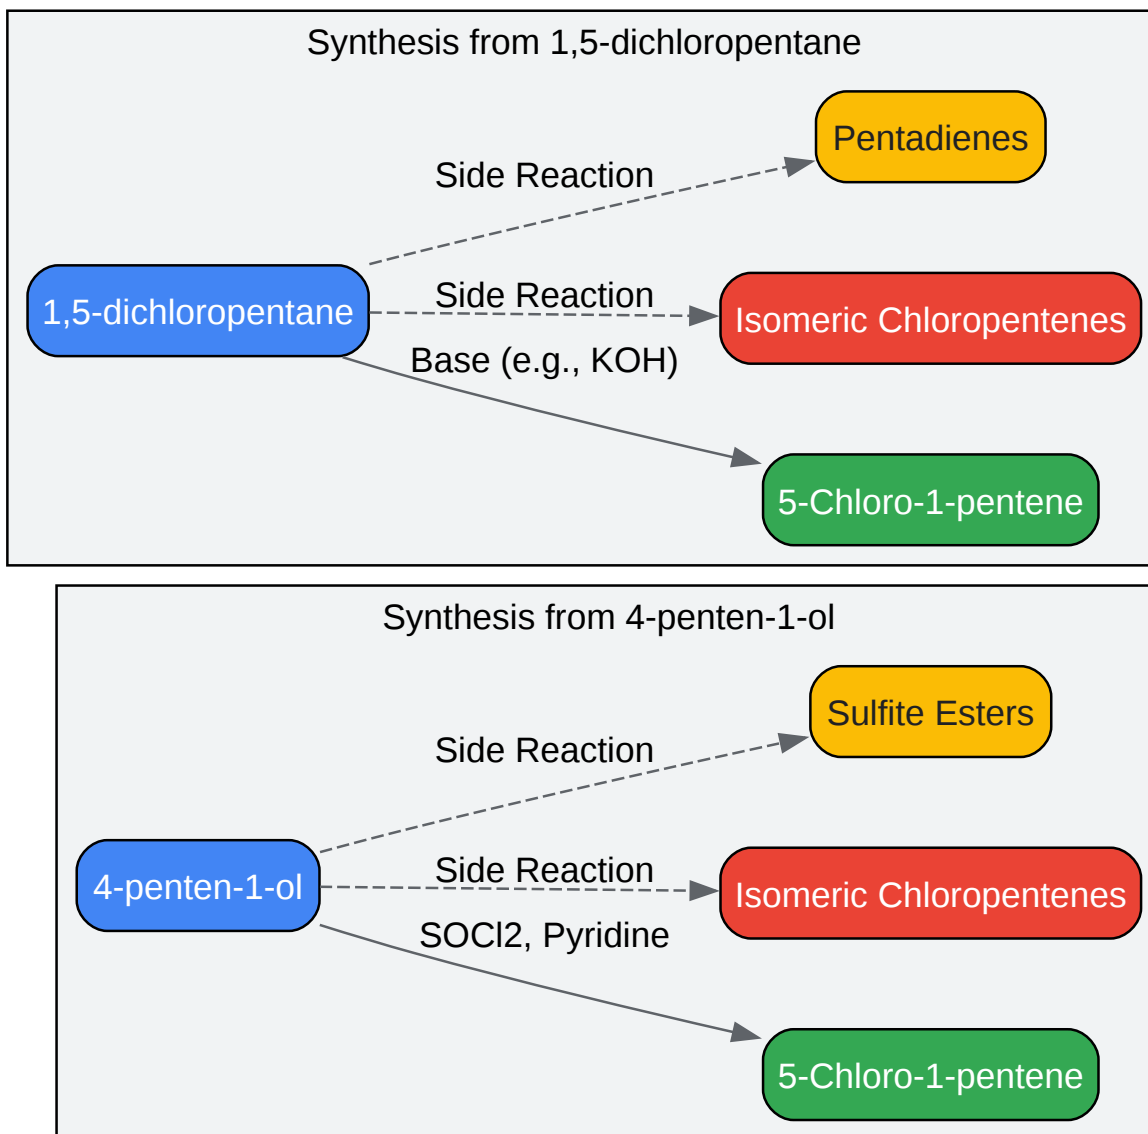 Synthesis from 1,5-dichloropentane
Pentadienes
Side Reaction
1,5-dichloropentane
Side Reaction
Isomeric Chloropentenes
Base (e.g., KOH)
5-Chloro-1-pentene
Synthesis from 4-penten-1-ol
Sulfite Esters
Side Reaction
4-penten-1-ol
Side Reaction
Isomeric Chloropentenes
SOCl2, Pyridine
5-Chloro-1-pentene